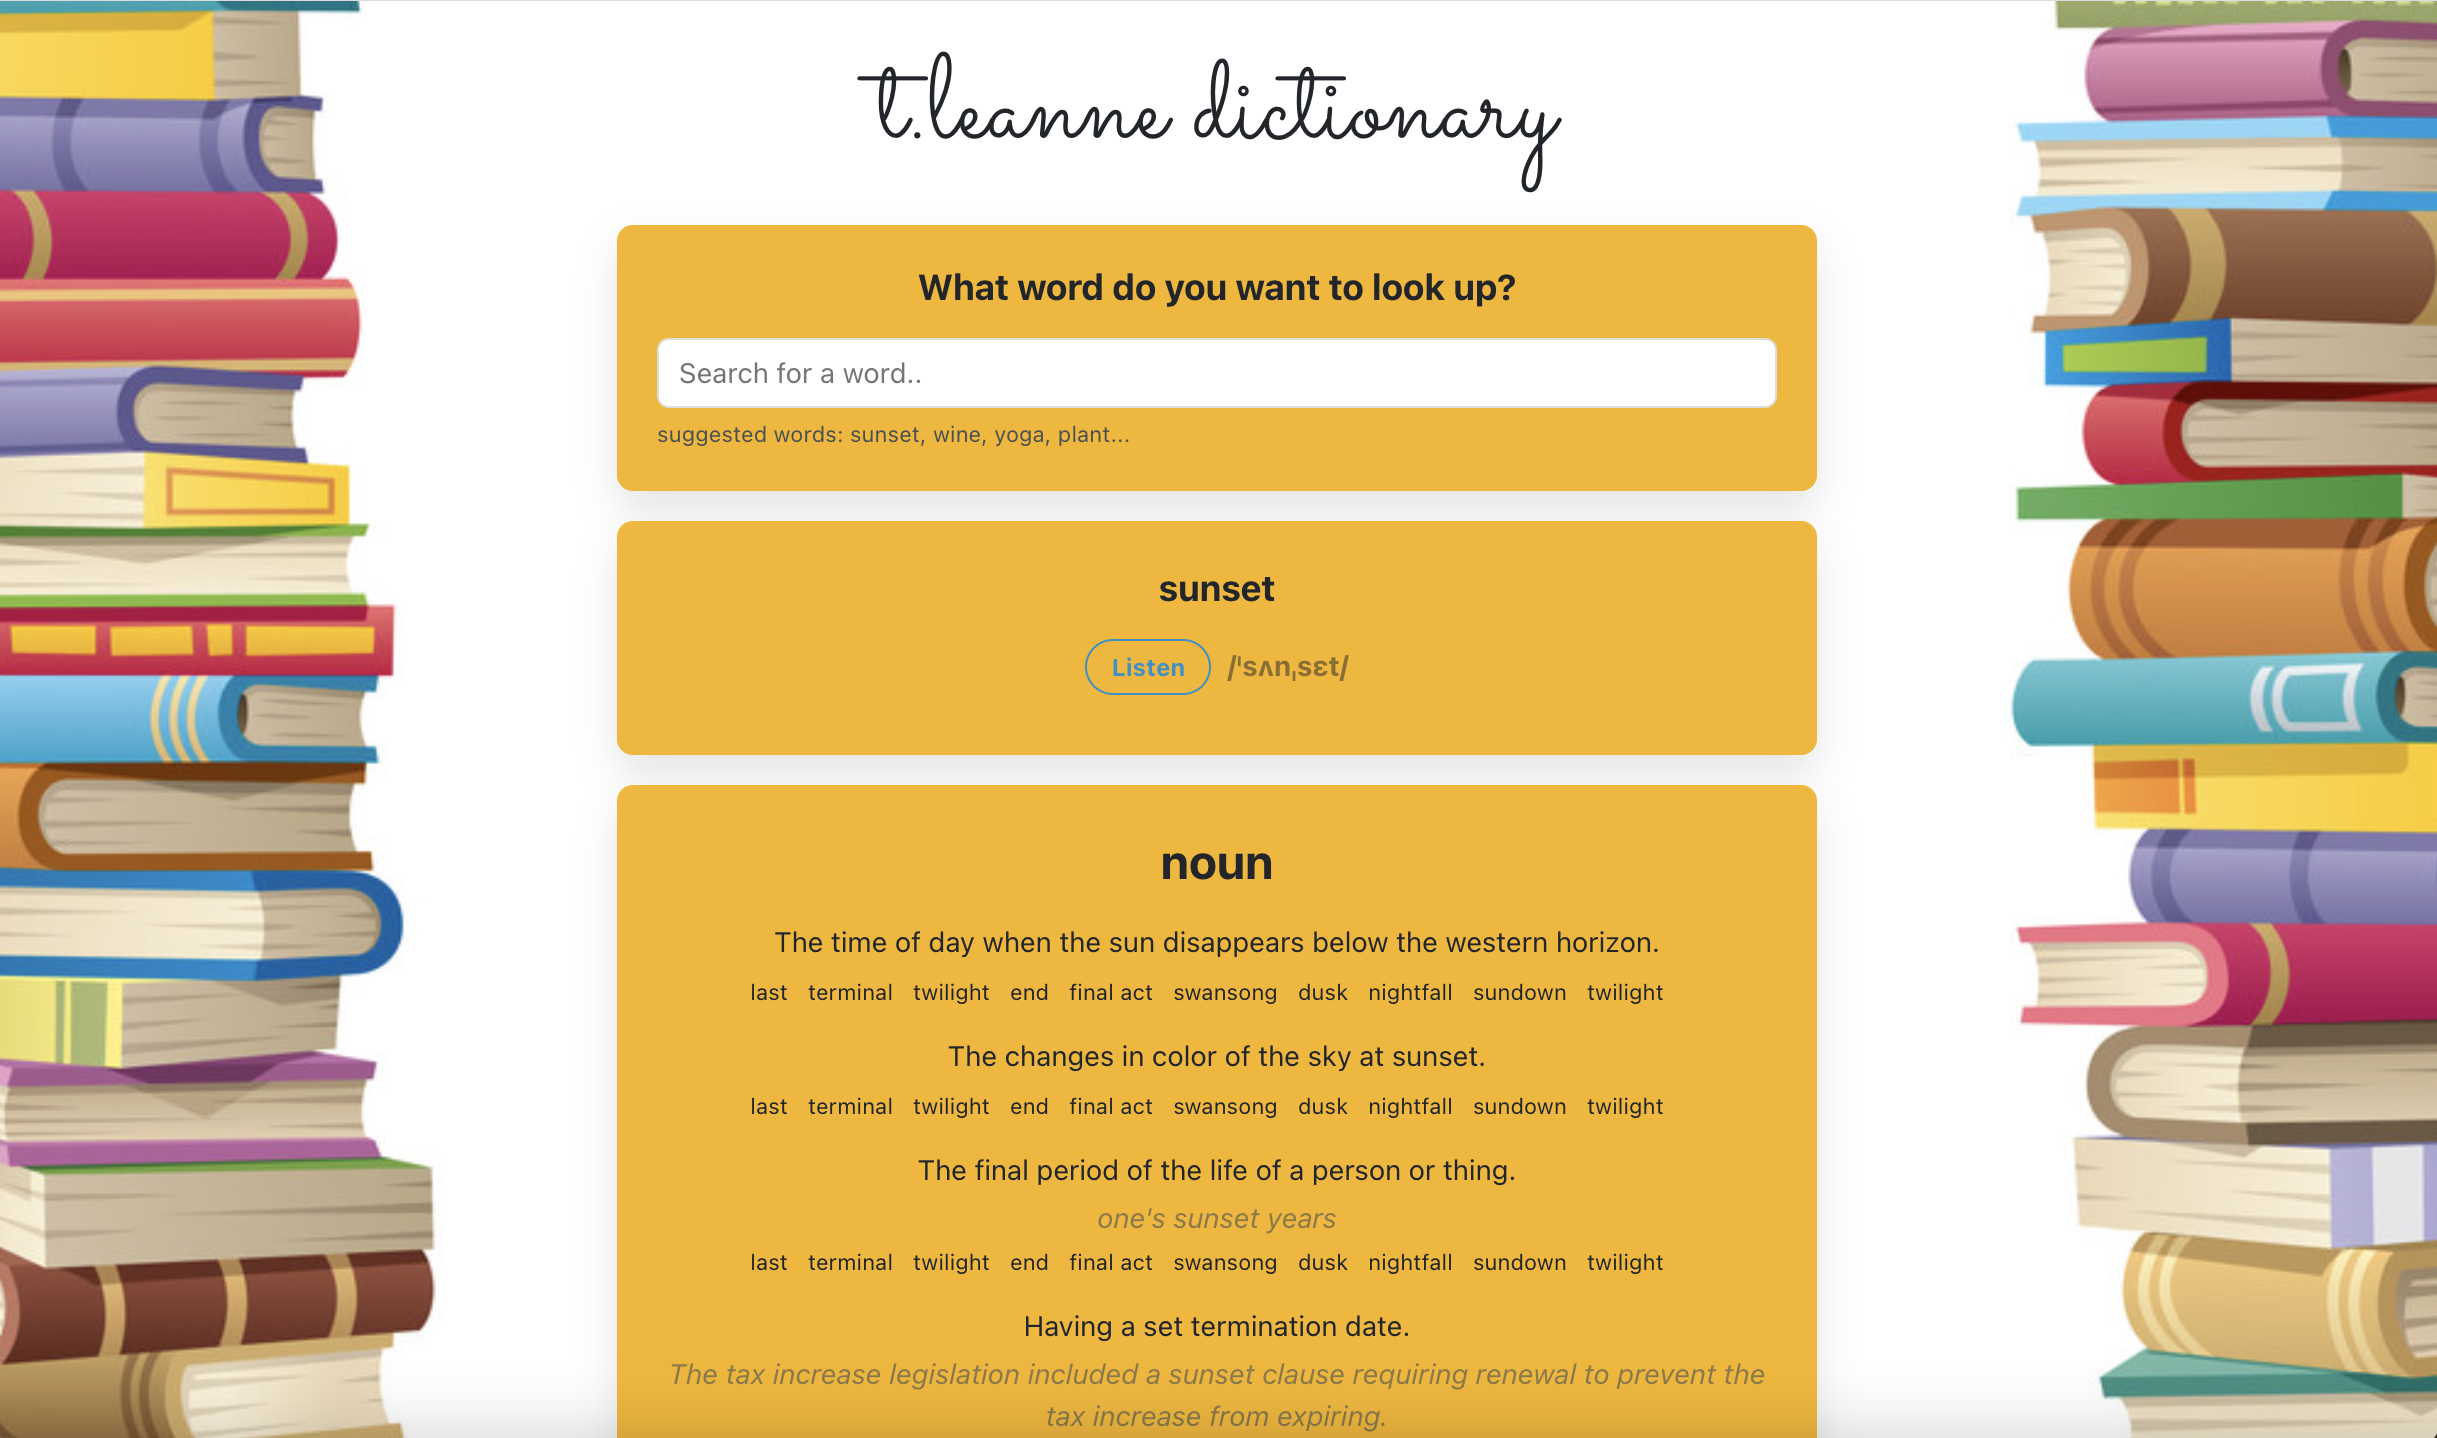 t.leanne dictionary
What word do you want to look up?
Search for a word..
suggested words: sunset, wine, yoga, plant...
sunset
Listen /ˈsʌnˌsɛt/
noun
The time of day when the sun disappears below the western horizon.
last terminal twilight end final act swansong dusk nightfall sundown twilight
The changes in color of the sky at sunset.
last terminal twilight end final act swansong dusk nightfall sundown twilight
The final period of the life of a person or thing.
one's sunset years
last terminal twilight end final act swansong dusk nightfall sundown twilight
Having a set termination date.
The tax increase legislation included a sunset clause requiring renewal to prevent the
tax increase from expiring.